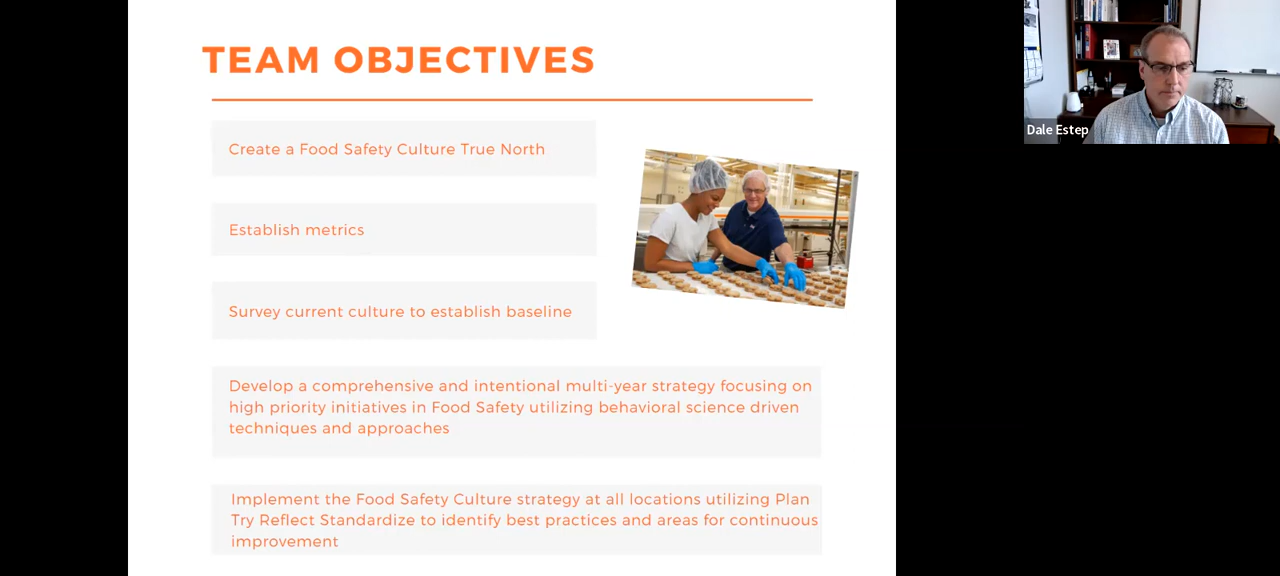 TEAM OBJECTIVES
Create a Food Safety Culture True North
Establish metrics
Survey current culture to establish baseline
Develop a comprehensive and intentional multi-year strategy focusing on
high priority initiatives in Food Safety utilizing behavioral science driven
techniques and approaches
Implement the Food Safety Culture strategy at all locations utilizing Plan
Try Reflect Standardize to identify best practices and areas for continuous
improvement
Dale Estep